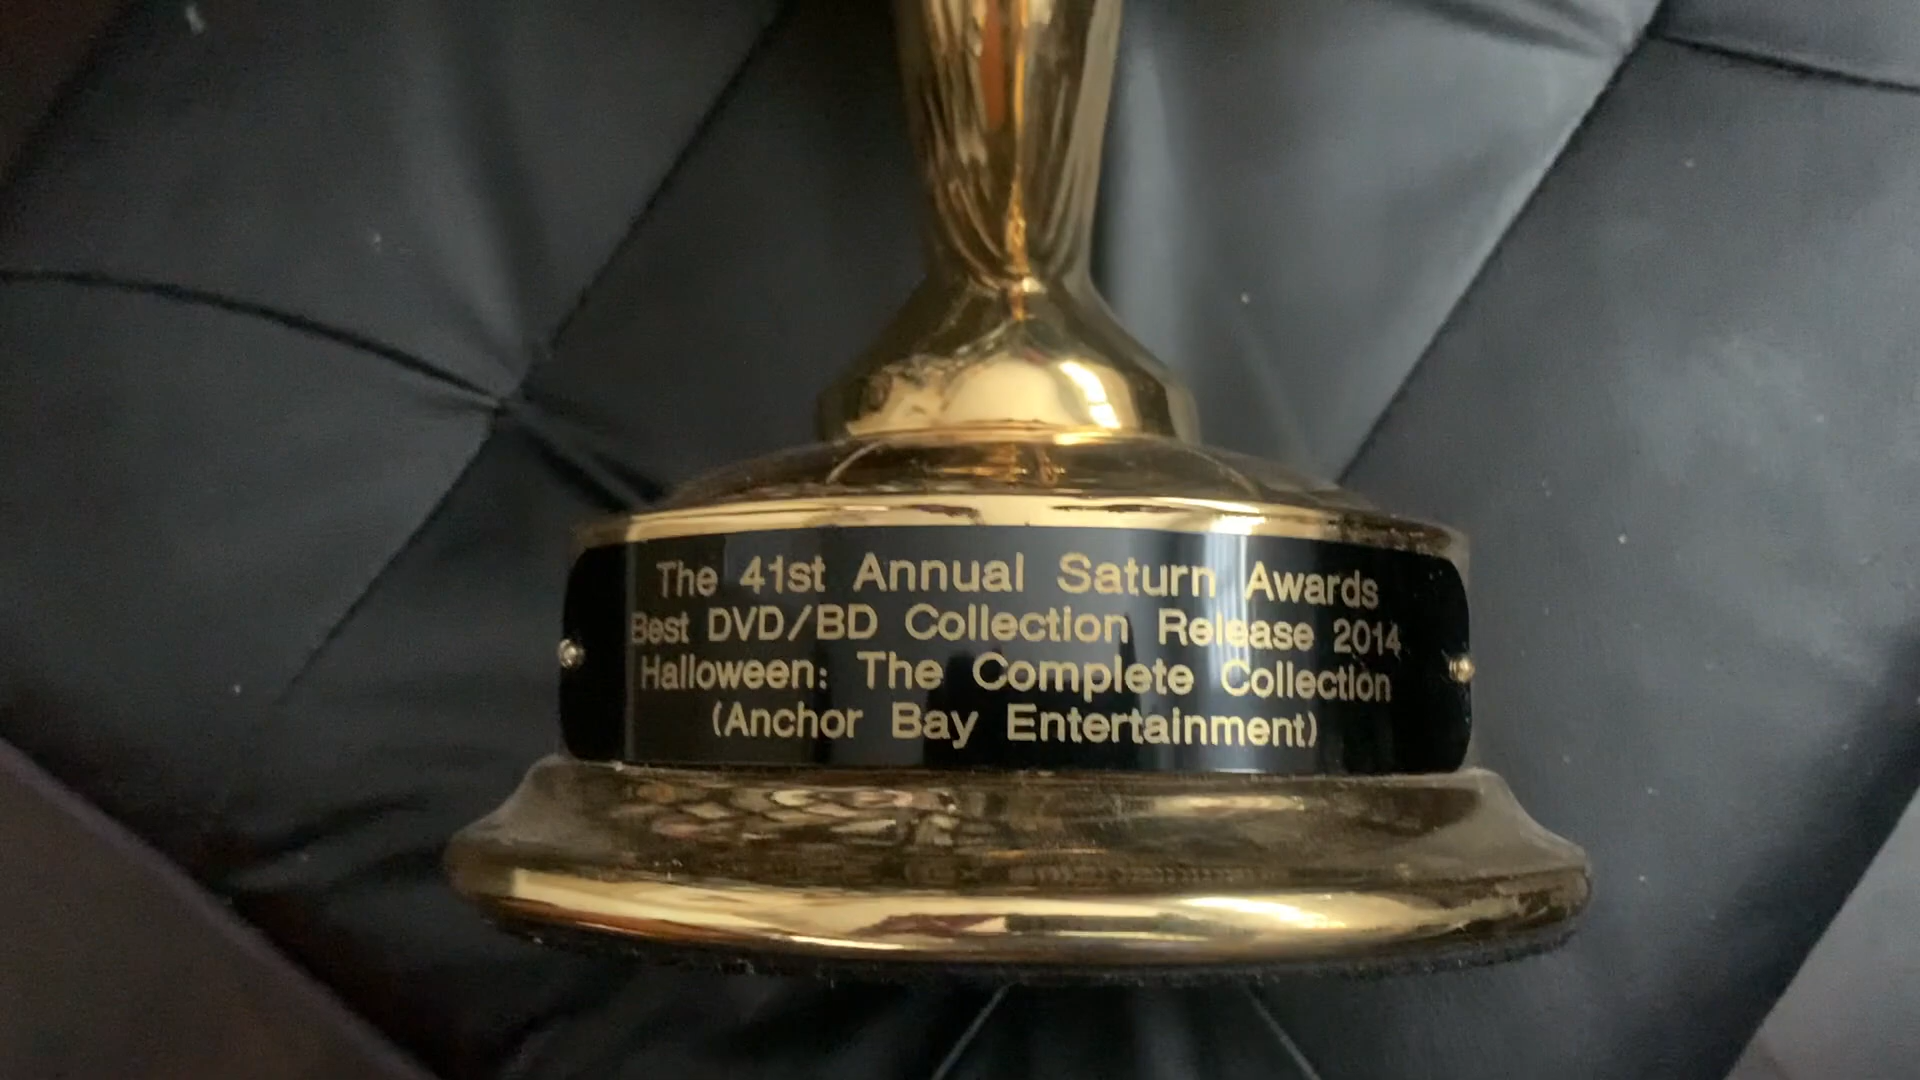 The 41st Annual Saturn Awards
Best DVD/BD Collection Release 2014
Halloween: The Complete Collection
(Anchor Bay Entertainment)